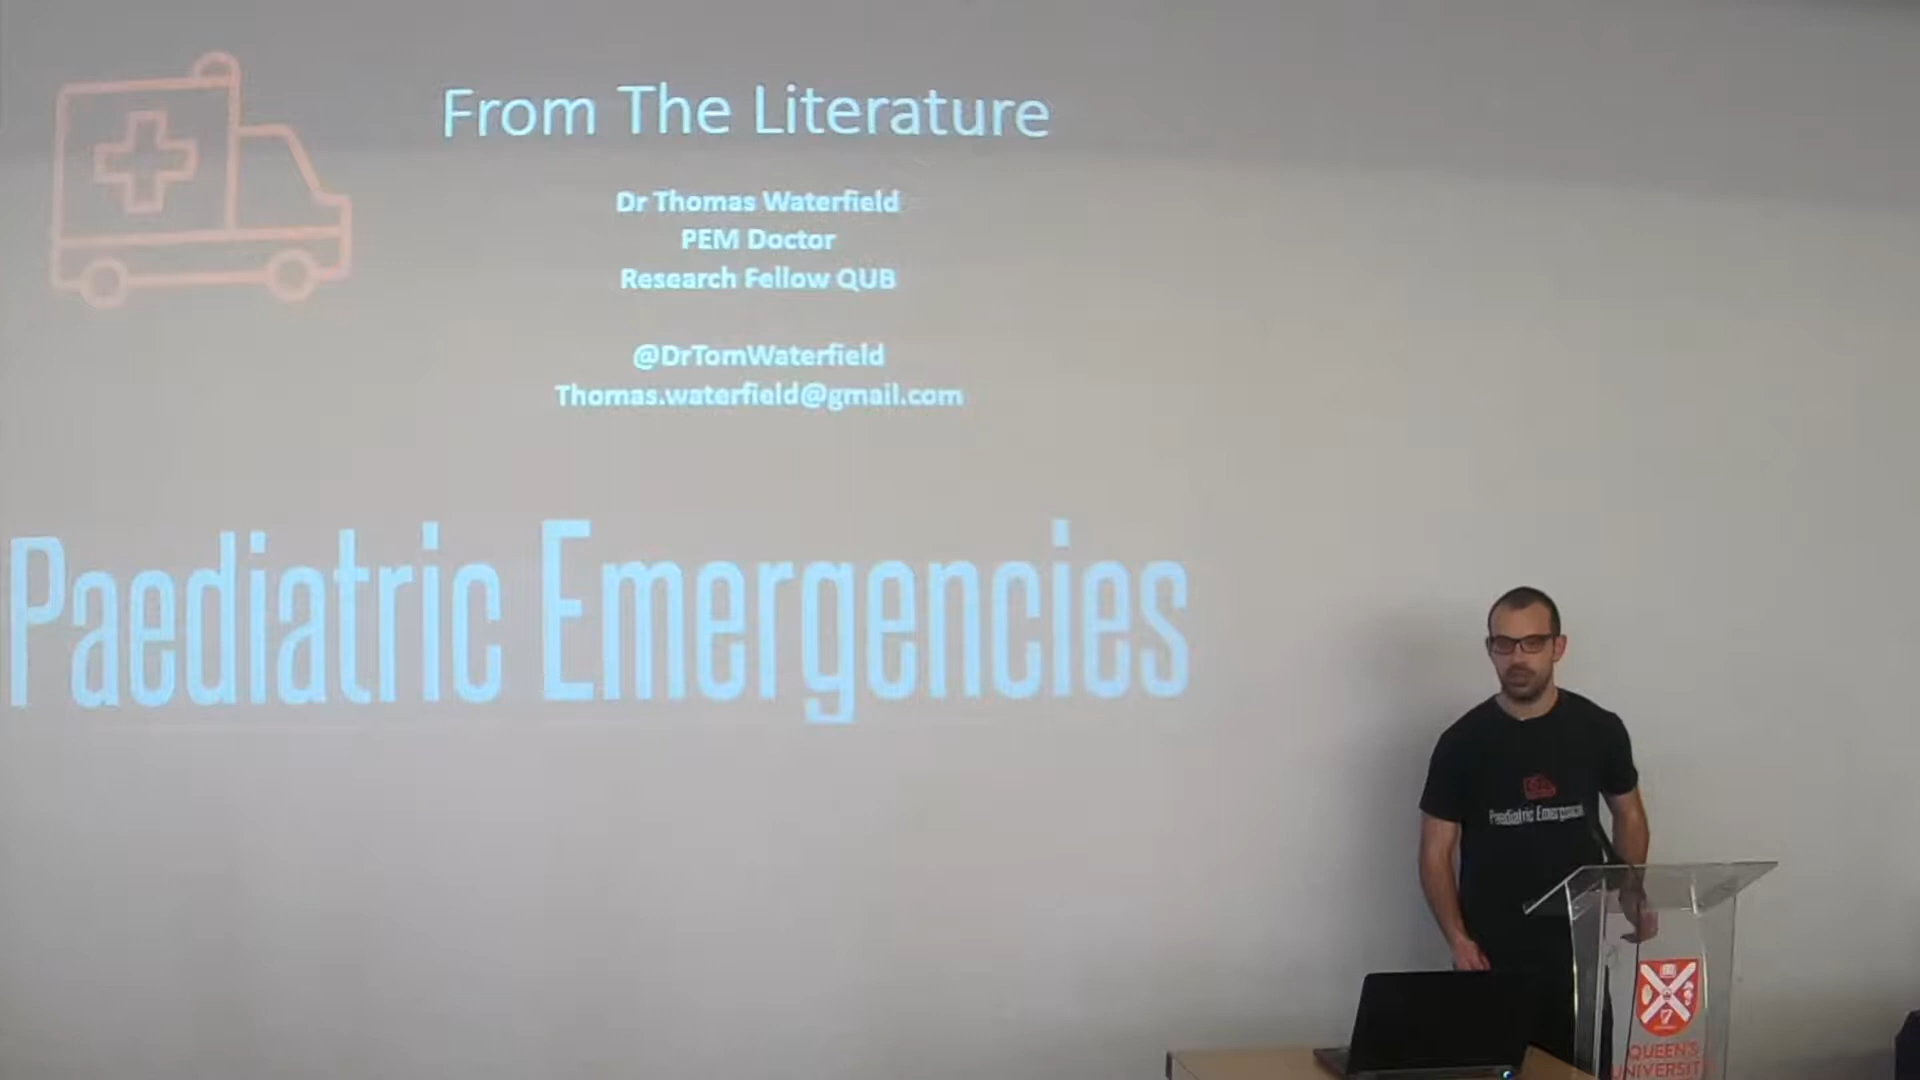 From The Literature
Dr Thomas Waterfield
PEM Doctor
Research Fellow QUB
@DrTomWaterfield
Thomas.waterfield@gmail.com
Paediatric Emergencies
Paediatric Emergencies
QUEEN'S
UNIVERSITY